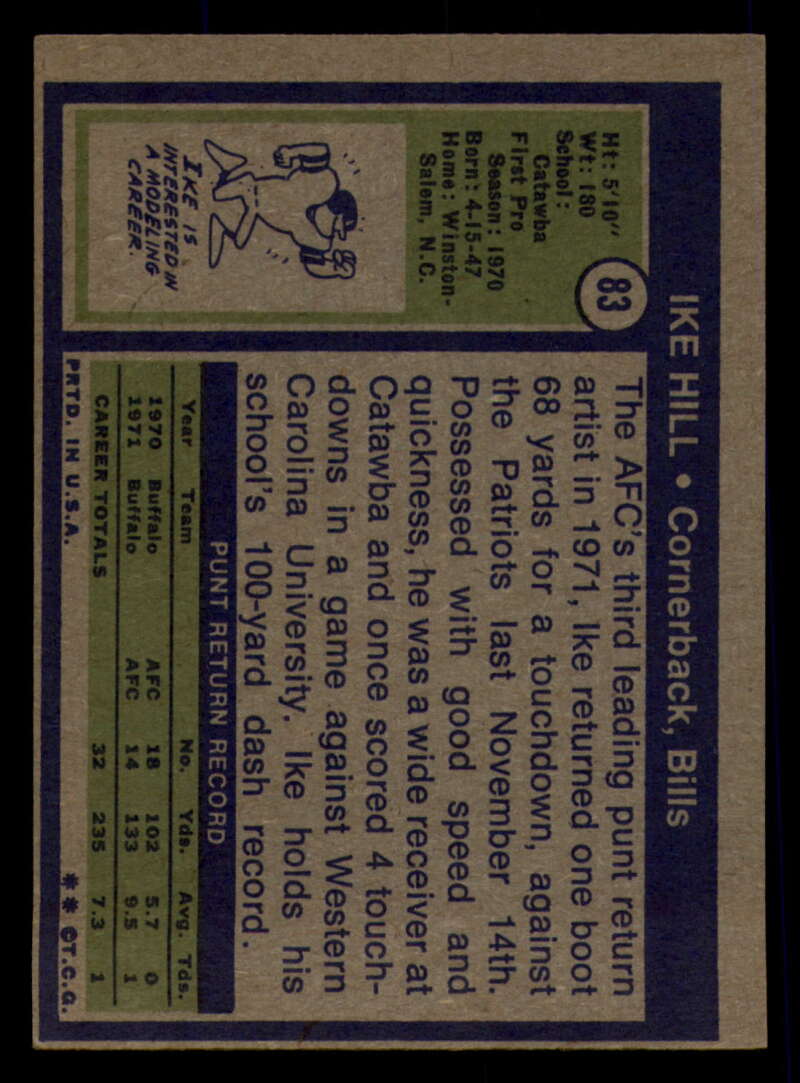 IKE HILL • Cornerback, Bills
83
Ht: 5'10"
Wt: 180
School:
Catawba
First Pro
Season: 1970
Born: 4-15-47
Home: Winston-
Salem, N.C.
IKE IS
INTERESTED IN
A MODELING
CAREER.
The AFC's third leading punt return
artist in 1971, Ike returned one boot
68 yards for a touchdown, against
the Patriots last November 14th.
Possessed with good speed and
quickness, he was a wide receiver at
Catawba and once scored 4 touch-
downs in a game against Western
Carolina University. Ike holds his
school's 100-yard dash record.
PUNT RETURN RECORD
Year Team No. Yds. Avg. Tds.
1970 Buffalo AFC 18 102 5.7 0
1971 Buffalo AFC 14 133 9.5 1
CAREER TOTALS 32 235 7.3 1
PRTD. IN U.S.A. ** ©T.C.G.